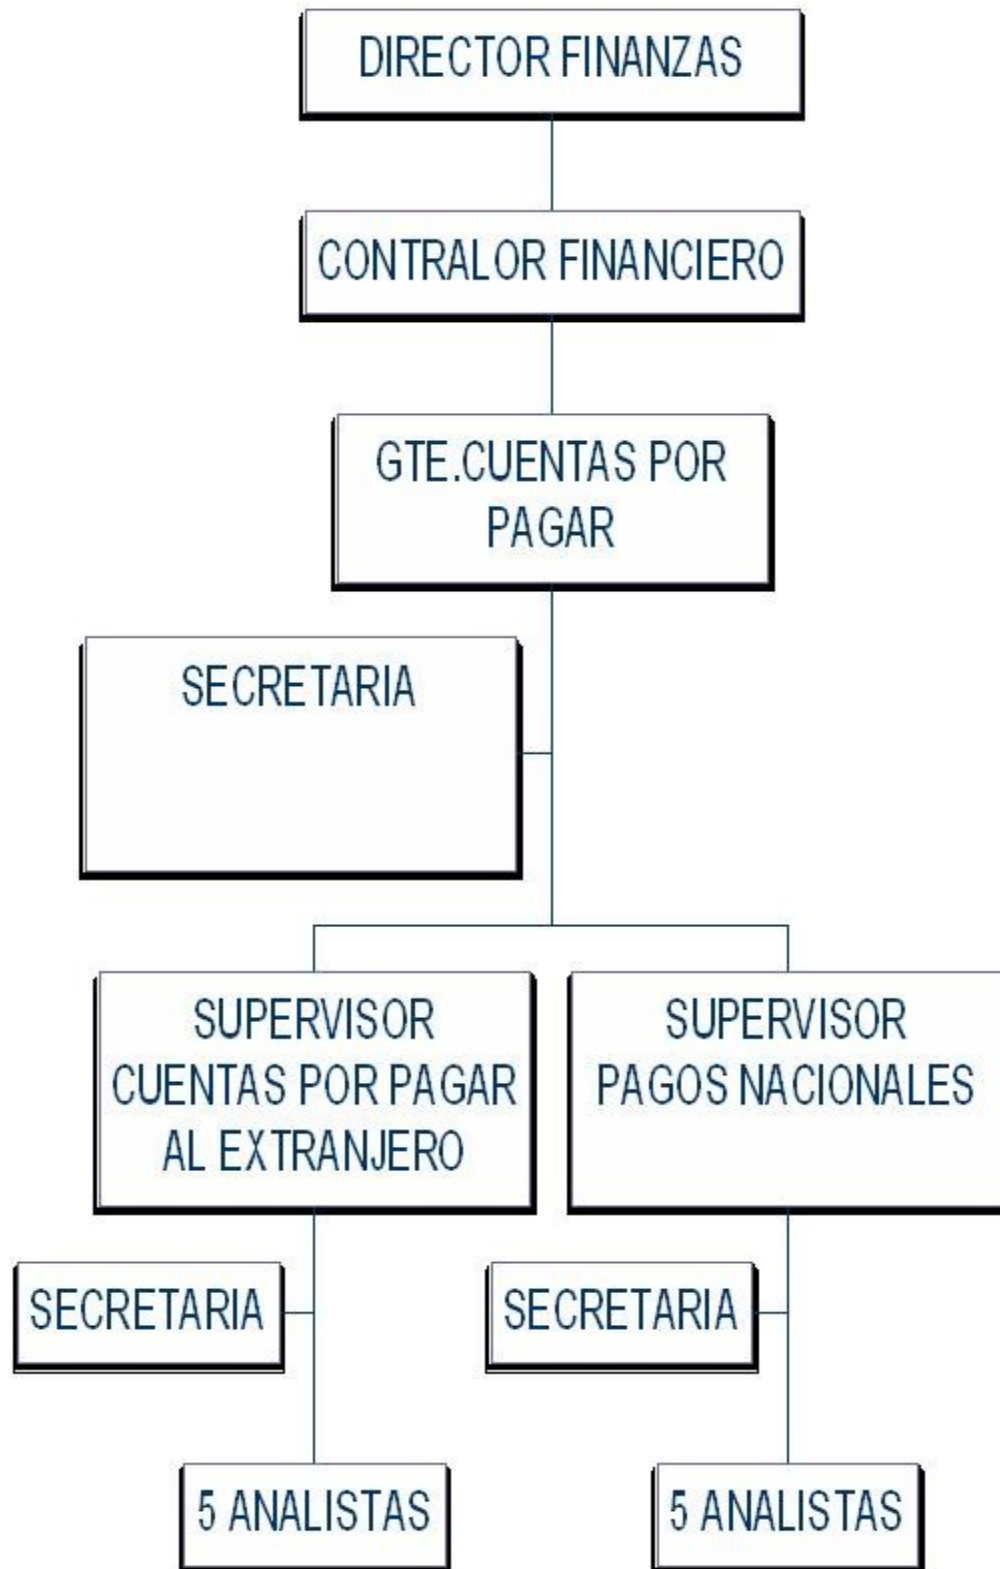 DIRECTOR FINANZAS
CONTRALOR FINANCIERO
GTE.CUENTAS POR
PAGAR
SECRETARIA
SUPERVISOR
CUENTAS POR PAGAR
AL EXTRANJERO
SUPERVISOR
PAGOS NACIONALES
SECRETARIA
SECRETARIA
5 ANALISTAS
5 ANALISTAS